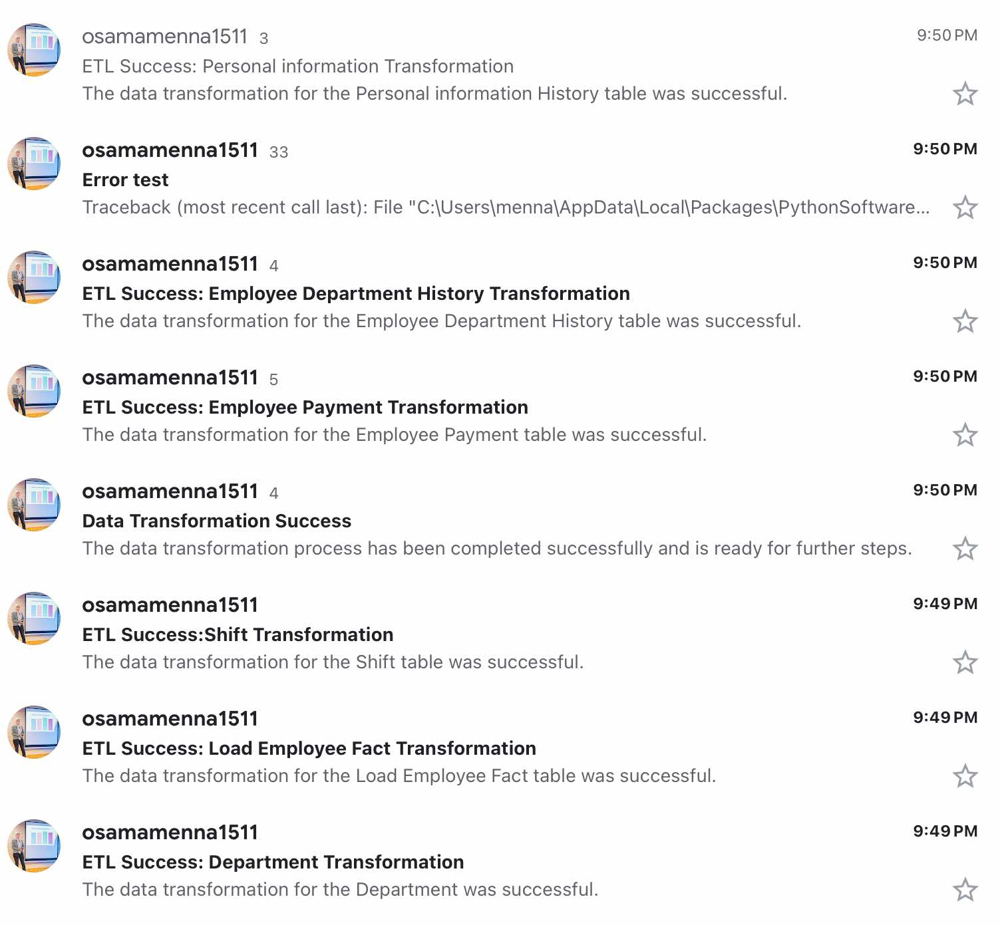 osamamenna1511 3 9:50 PM
ETL Success: Personal information Transformation
The data transformation for the Personal information History table was successful.
osamamenna1511 33 9:50 PM
Error test
Traceback (most recent call last): File "C:\Users\menna\AppData\Local\Packages\PythonSoftware...
osamamenna1511 4 9:50 PM
ETL Success: Employee Department History Transformation
The data transformation for the Employee Department History table was successful.
osamamenna1511 5 9:50 PM
ETL Success: Employee Payment Transformation
The data transformation for the Employee Payment table was successful.
osamamenna1511 4 9:50 PM
Data Transformation Success
The data transformation process has been completed successfully and is ready for further steps.
osamamenna1511 9:49 PM
ETL Success:Shift Transformation
The data transformation for the Shift table was successful.
osamamenna1511 9:49 PM
ETL Success: Load Employee Fact Transformation
The data transformation for the Load Employee Fact table was successful.
osamamenna1511 9:49 PM
ETL Success: Department Transformation
The data transformation for the Department was successful.